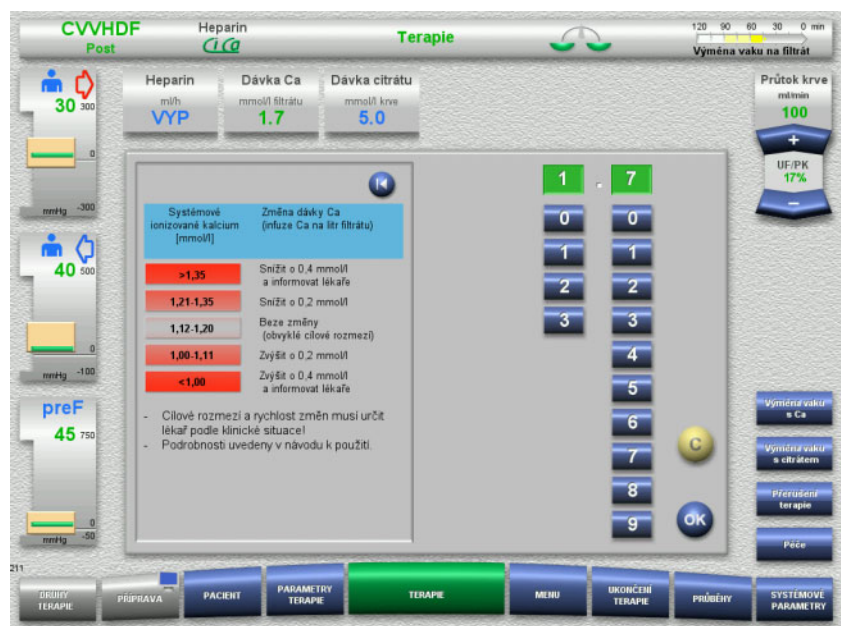 CVVHDF
Post
Heparin
CiCa
Terapie
120 90 60 30 0 min
Výměna vaku na filtrát
30 300
0
mmHg -300
40 500
0
mmHg -100
preF
45 750
0
mmHg -50
Heparin
ml/h
VYP
Dávka Ca
mmol/l filtrátu
1.7
Dávka citrátu
mmol/l krve
5.0
Průtok krve
ml/min
100
+
UF/PK
17%
–
Systémové
ionizované kalcium
[mmol/l]
Změna dávky Ca
(infuze Ca na litr filtrátu)
>1,35
Snížit o 0,4 mmol/l
a informovat lékaře
1,21-1,35
Snížit o 0,2 mmol/l
1,12-1,20
Beze změny
(obvyklé cílové rozmezí)
1,00-1,11
Zvýšit o 0,2 mmol/l
<1,00
Zvýšit o 0,4 mmol/l
a informovat lékaře
- Cílové rozmezí a rychlost změn musí určit
lékař podle klinické situace!
- Podrobnosti uvedeny v návodu k použití.
1 . 7
0 0
1 1
2 2
3 3
4
5
6
7
8
9
C
OK
Výměna vaku
s Ca
Výměna vaku
s citrátem
Přerušení
terapie
Péče
211
DRUHY
TERAPIE
PŘÍPRAVA
PACIENT
PARAMETRY
TERAPIE
TERAPIE
MENU
UKONČENÍ
TERAPIE
PRŮBĚHY
SYSTÉMOVÉ
PARAMETRY